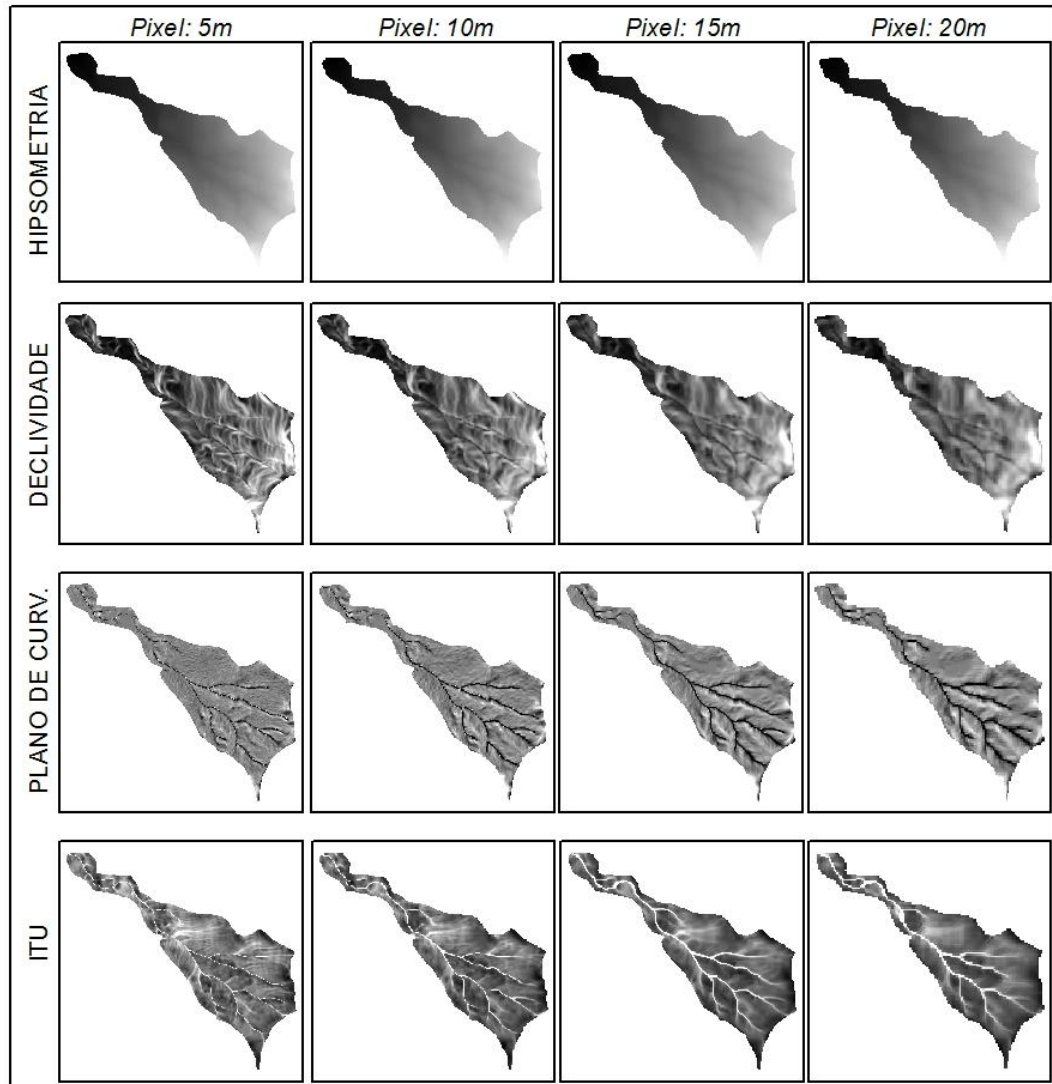 Pixel: 5m
Pixel: 10m
Pixel: 15m
Pixel: 20m
HIPSOMETRIA
DECLIVIDADE
PLANO DE CURV.
ITU